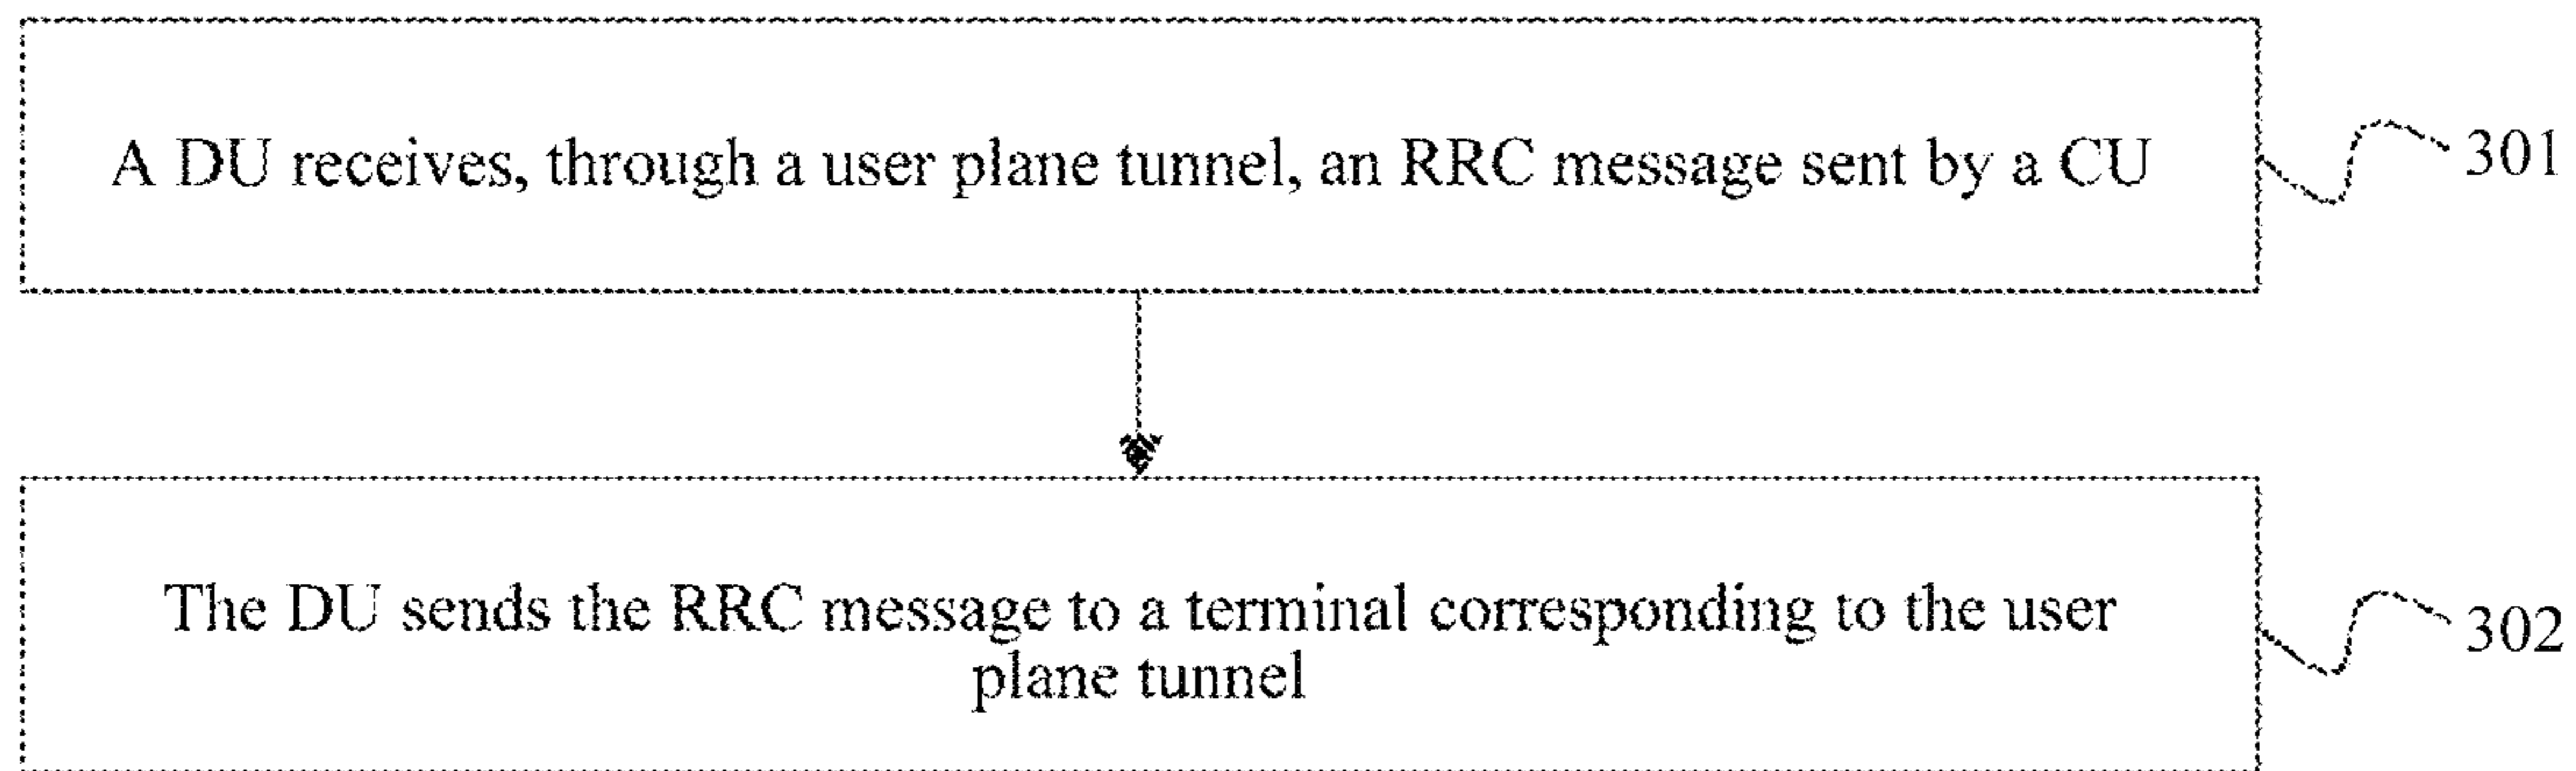 A DU receives, through a user plane tunnel, an RRC message sent by a CU
301
The DU sends the RRC message to a terminal corresponding to the user
plane tunnel
302